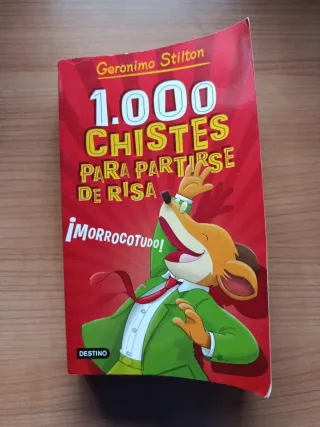 Geronimo Stilton
1.000
CHISTES
PARA PARTIRSE
DE RISA
¡MORROCOTUDO!
DESTINO